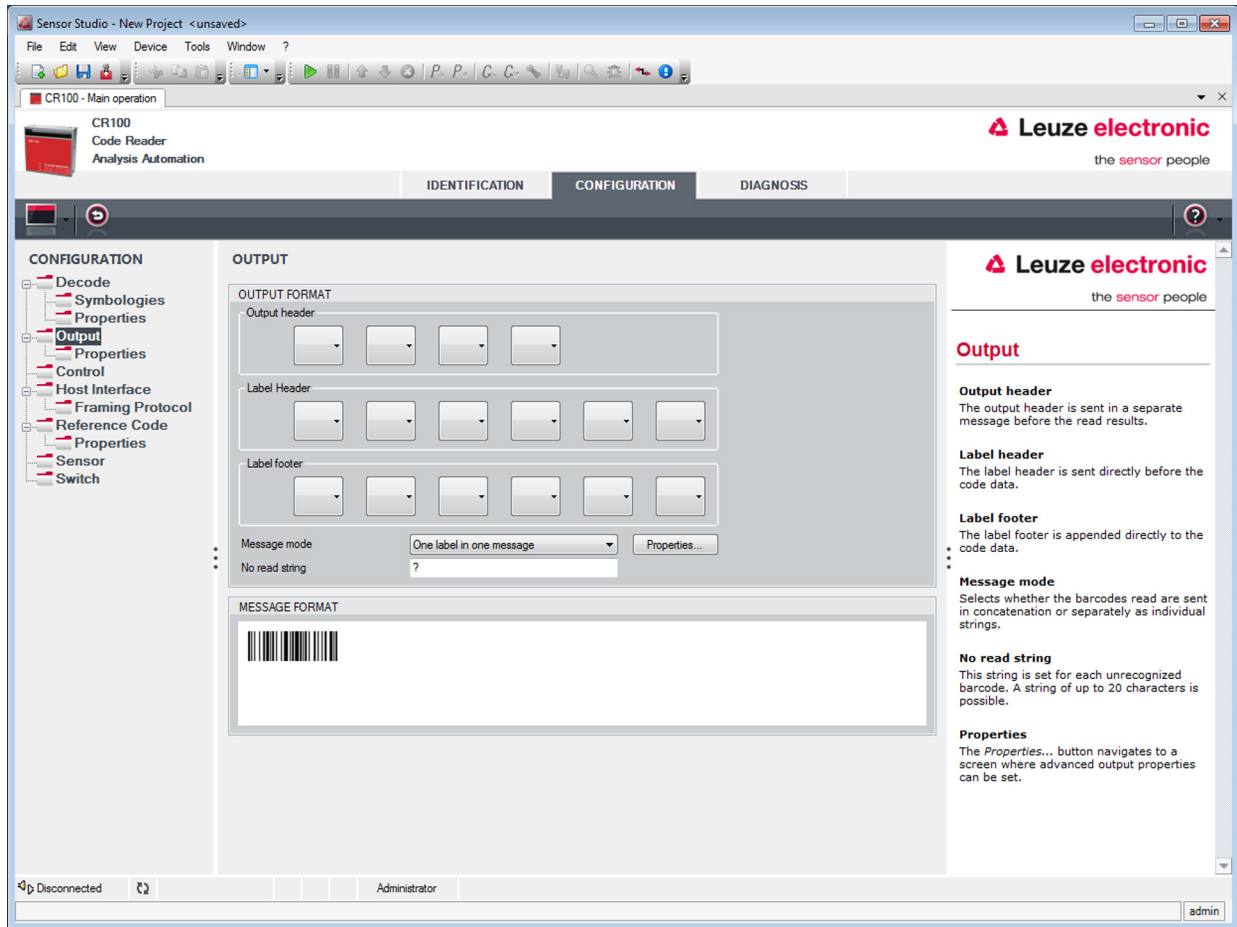 Sensor Studio - New Project <unsaved>
File Edit View Device Tools Window ?
CR100 - Main operation
CR100
Code Reader
Analysis Automation
Leuze electronic
the sensor people
IDENTIFICATION CONFIGURATION DIAGNOSIS
CONFIGURATION
Decode
Symbologies
Properties
Output
Properties
Control
Host Interface
Framing Protocol
Reference Code
Properties
Sensor
Switch
OUTPUT
OUTPUT FORMAT
Output header
Label Header
Label footer
Message mode One label in one message Properties...
No read string ?
MESSAGE FORMAT
Leuze electronic
the sensor people
Output
Output header
The output header is sent in a separate
message before the read results.
Label header
The label header is sent directly before the
code data.
Label footer
The label footer is appended directly to the
code data.
Message mode
Selects whether the barcodes read are sent
in concatenation or separately as individual
strings.
No read string
This string is set for each unrecognized
barcode. A string of up to 20 characters is
possible.
Properties
The Properties... button navigates to a
screen where advanced output properties
can be set.
Disconnected Administrator
admin